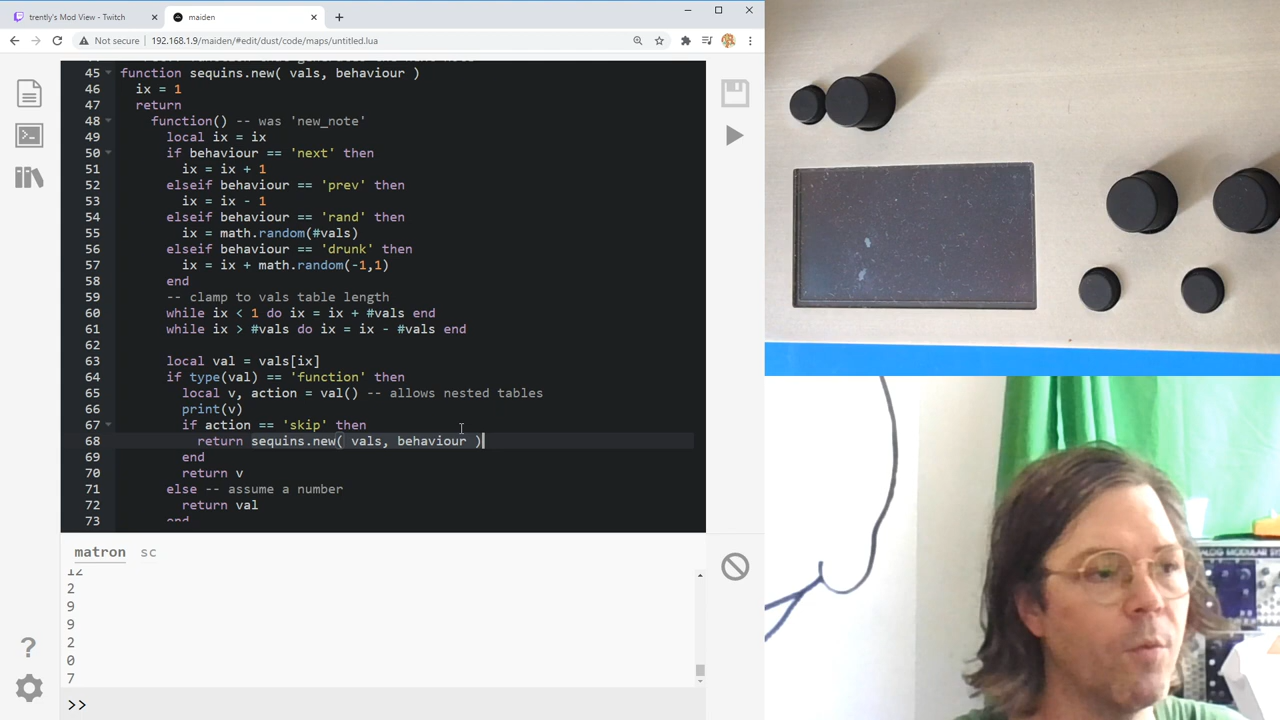 trently's Mod View - Twitch
maiden
Not secure
192.168.1.9/maiden/#edit/dust/code/maps/untitled.lua
45 function sequins.new( vals, behaviour )
46 ix = 1
47 return
48 function() -- was 'new_note'
49 local ix = ix
50 if behaviour == 'next' then
51 ix = ix + 1
52 elseif behaviour == 'prev' then
53 ix = ix - 1
54 elseif behaviour == 'rand' then
55 ix = math.random(#vals)
56 elseif behaviour == 'drunk' then
57 ix = ix + math.random(-1,1)
58 end
59 -- clamp to vals table length
60 while ix < 1 do ix = ix + #vals end
61 while ix > #vals do ix = ix - #vals end
62
63 local val = vals[ix]
64 if type(val) == 'function' then
65 local v, action = val() -- allows nested tables
66 print(v)
67 if action == 'skip' then
68 return sequins.new( vals, behaviour )
69 end
70 return v
71 else -- assume a number
72 return val
73 end
matron sc
12
2
9
9
2
0
7
>>